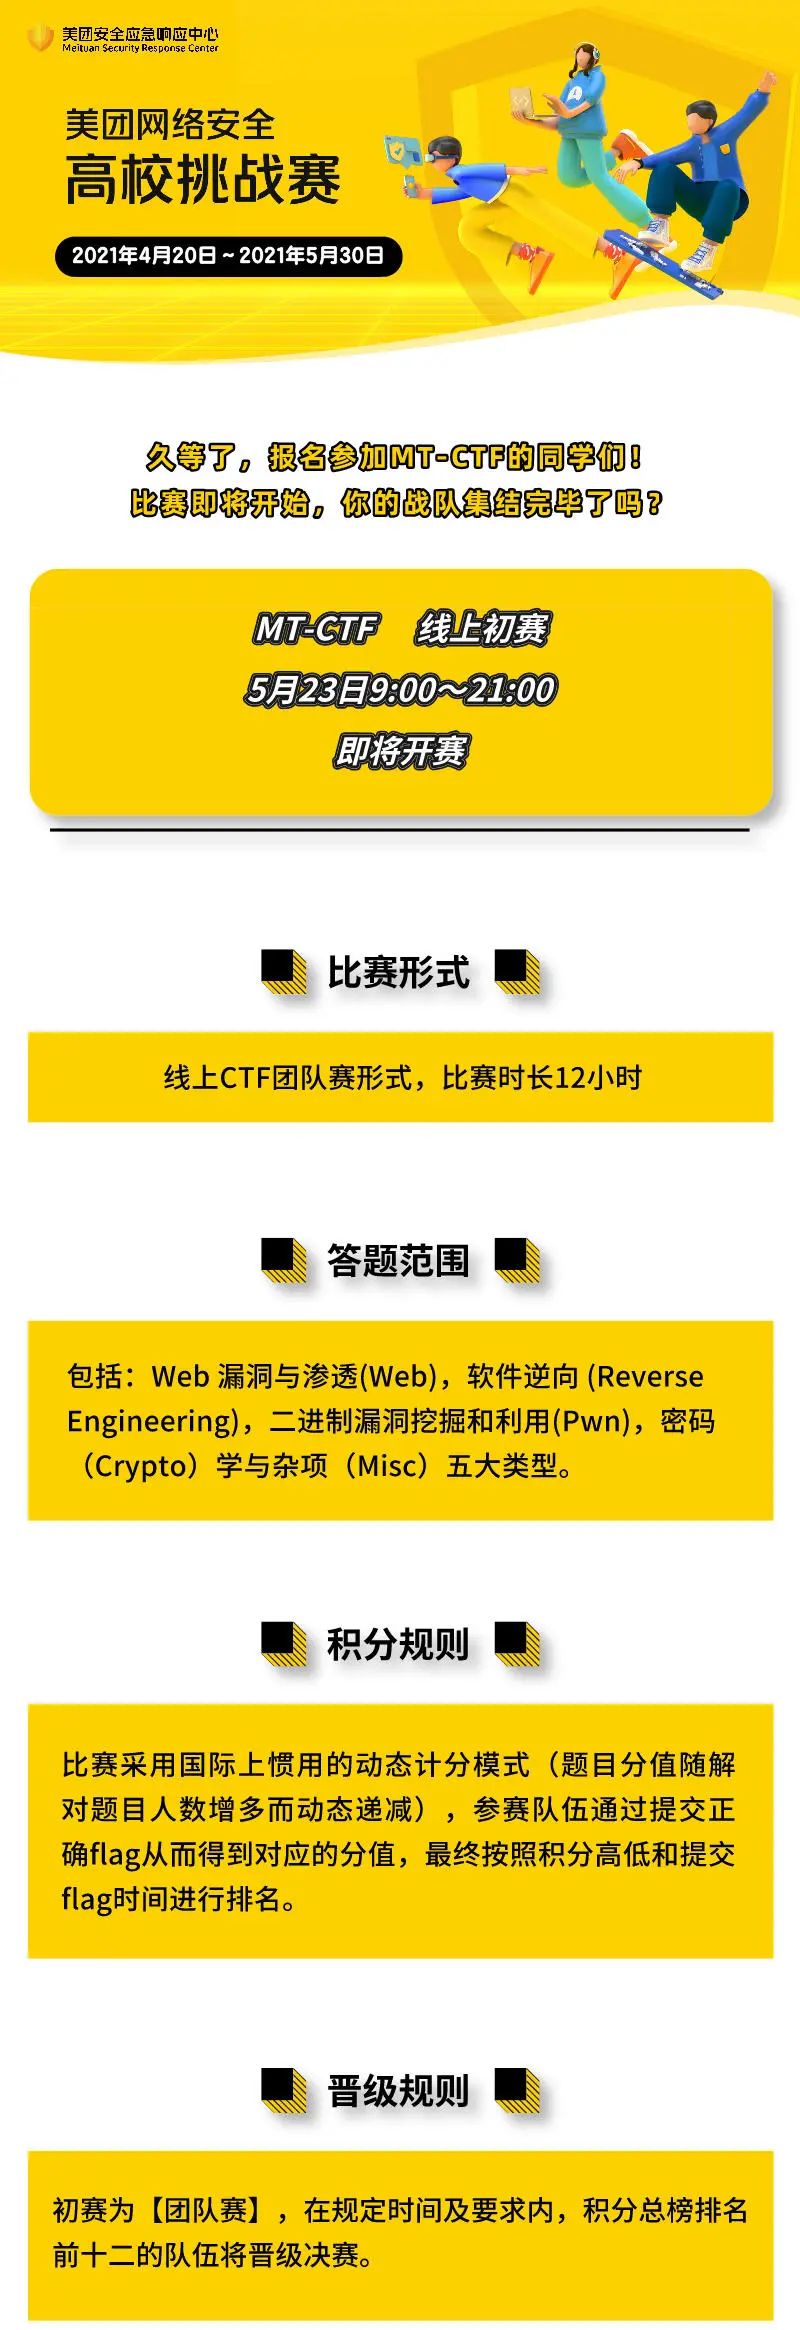 美团安全应急响应中心
Meituan Security Response Center
美团网络安全
高校挑战赛
2021年4月20日 ~ 2021年5月30日
久等了，报名参加MT-CTF的同学们！
比赛即将开始，你的战队集结完毕了吗？
MT-CTF 线上初赛
5月23日9:00～21:00
即将开赛
比赛形式
线上CTF团队赛形式，比赛时长12小时
答题范围
包括：Web 漏洞与渗透(Web)，软件逆向 (Reverse
Engineering)，二进制漏洞挖掘和利用(Pwn)，密码
（Crypto）学与杂项（Misc）五大类型。
积分规则
比赛采用国际上惯用的动态计分模式（题目分值随解
对题目人数增多而动态递减），参赛队伍通过提交正
确flag从而得到对应的分值，最终按照积分高低和提交
flag时间进行排名。
晋级规则
初赛为【团队赛】，在规定时间及要求内，积分总榜排名
前十二的队伍将晋级决赛。